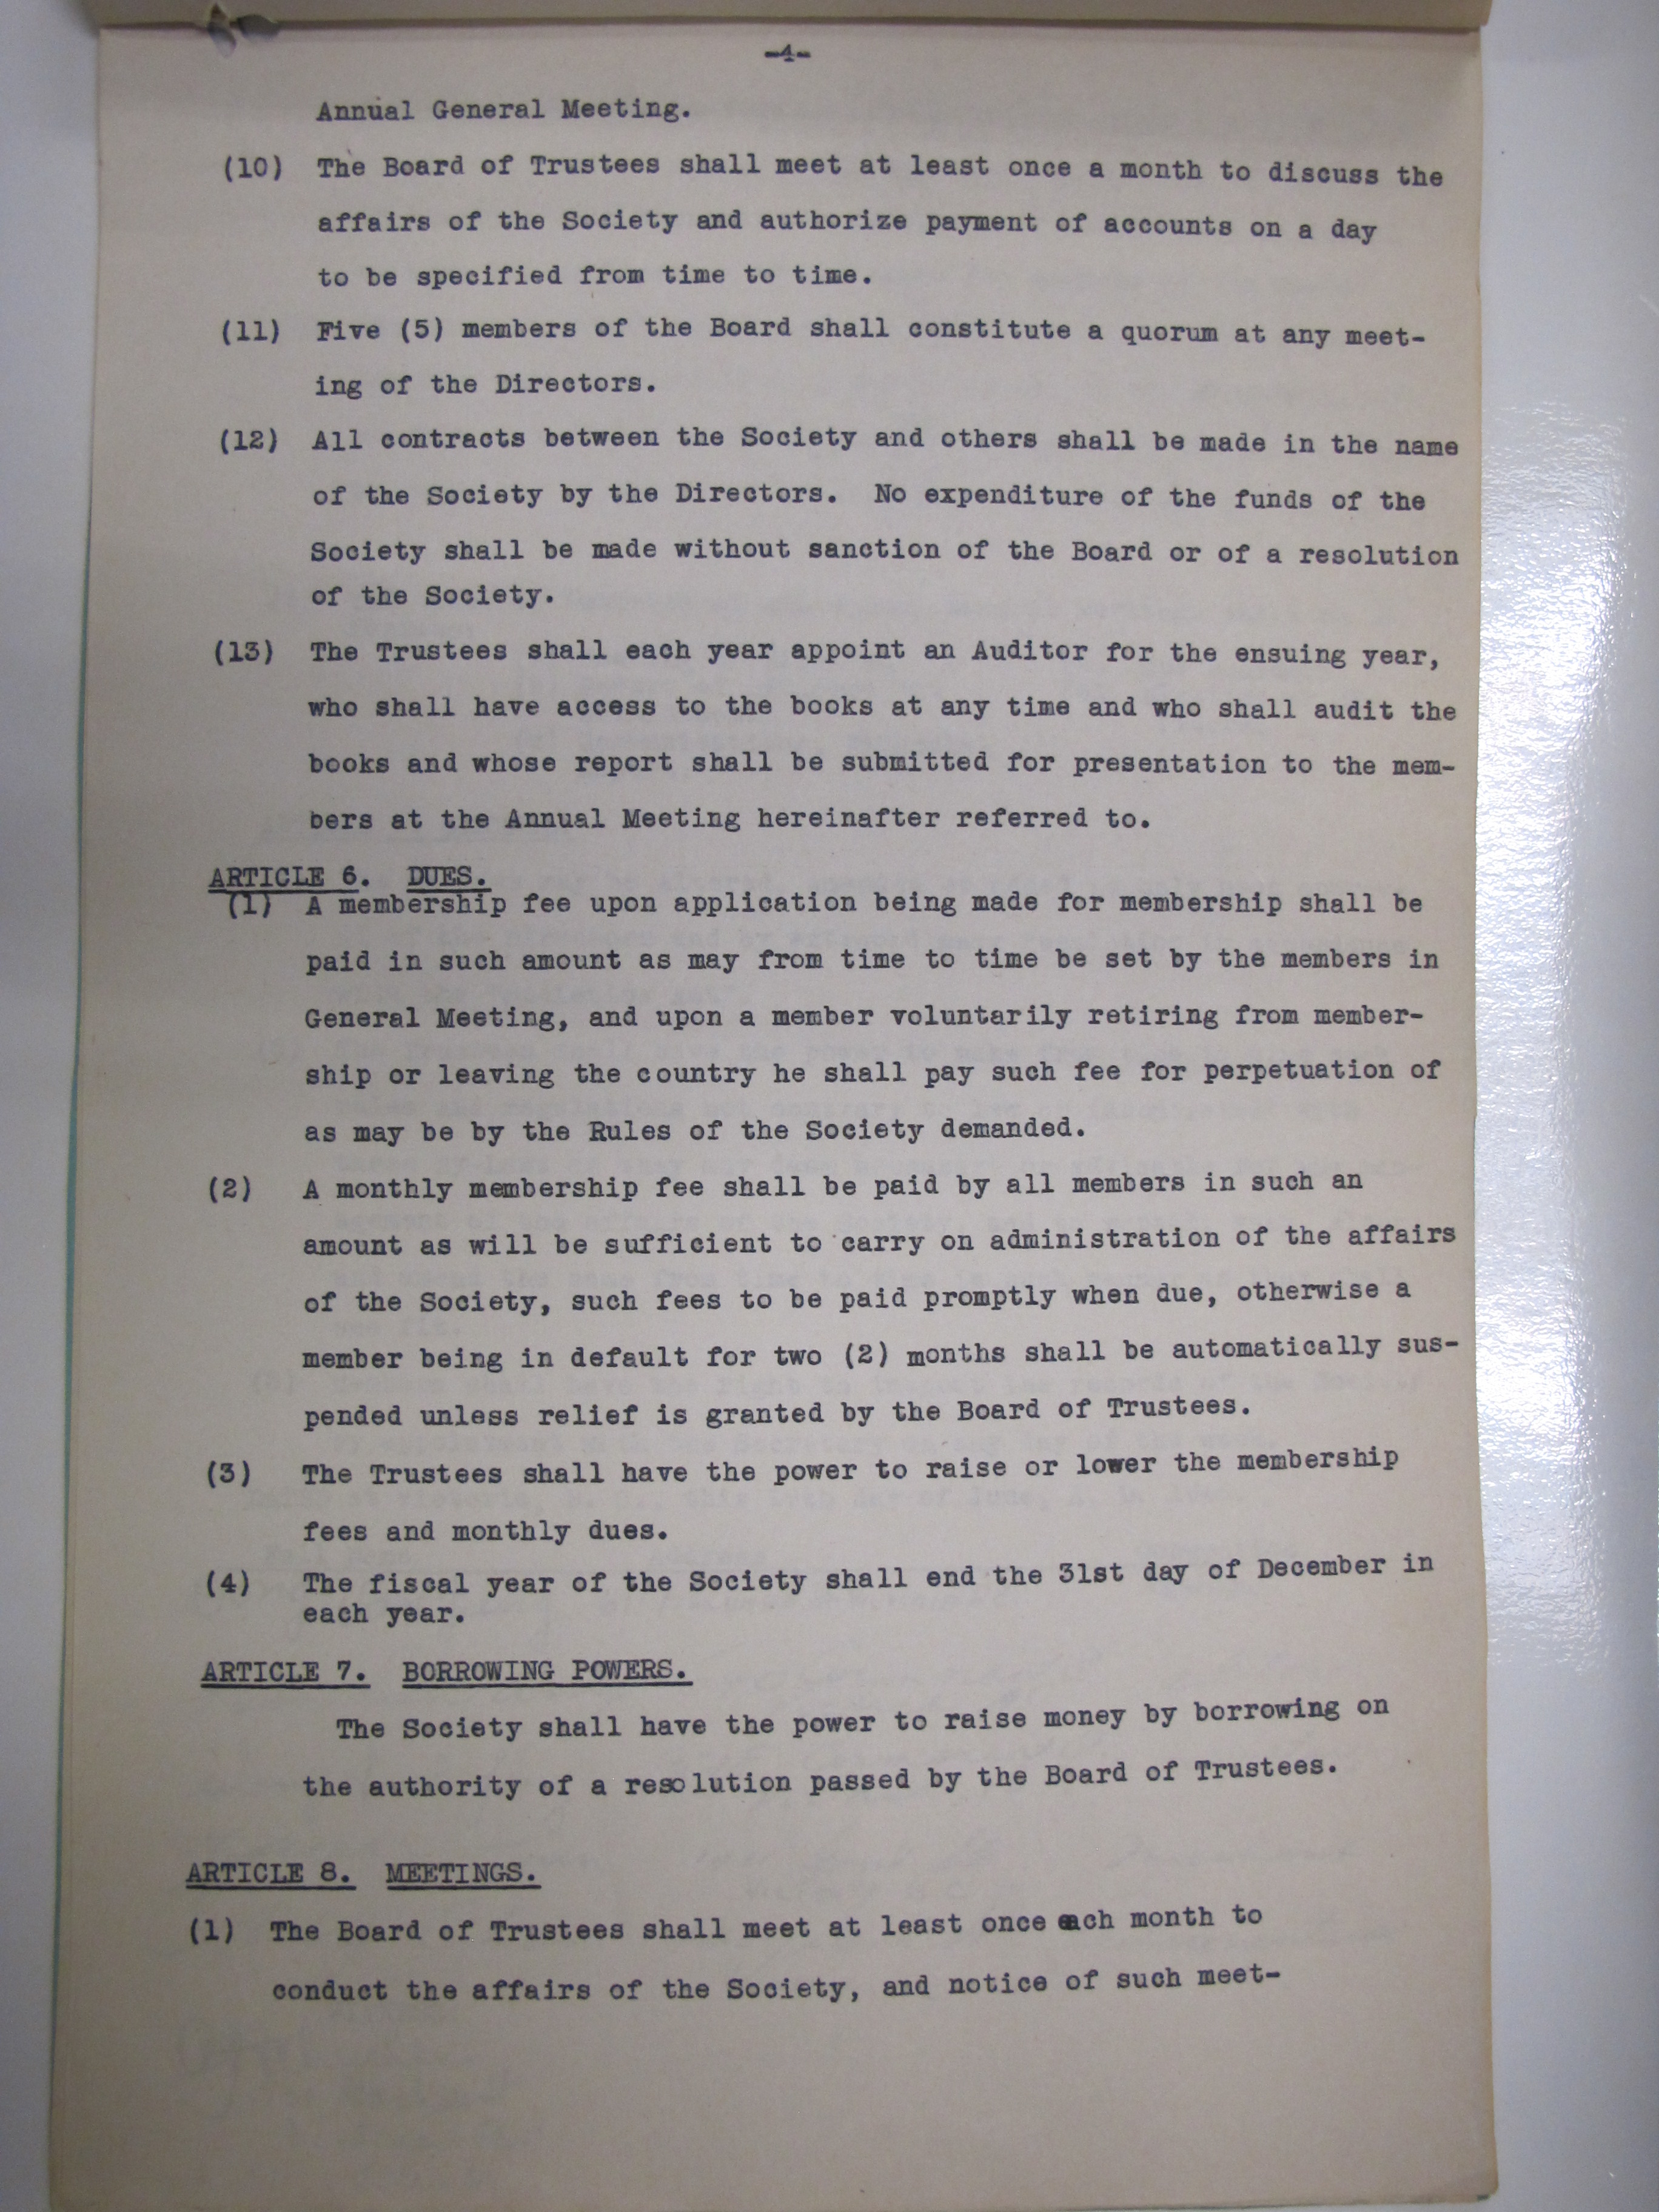 -4-
Annual General Meeting.
(10) The Board of Trustees shall meet at least once a month to discuss the
affairs of the Society and authorize payment of accounts on a day
to be specified from time to time.
(11) Five (5) members of the Board shall constitute a quorum at any meet-
ing of the Directors.
(12) All contracts between the Society and others shall be made in the name
of the Society by the Directors. No expenditure of the funds of the
Society shall be made without sanction of the Board or of a resolution
of the Society.
(13) The Trustees shall each year appoint an Auditor for the ensuing year,
who shall have access to the books at any time and who shall audit the
books and whose report shall be submitted for presentation to the mem-
bers at the Annual Meeting hereinafter referred to.
ARTICLE 6. DUES.
(1) A membership fee upon application being made for membership shall be
paid in such amount as may from time to time be set by the members in
General Meeting, and upon a member voluntarily retiring from member-
ship or leaving the country he shall pay such fee for perpetuation of
as may be by the Rules of the Society demanded.
(2) A monthly membership fee shall be paid by all members in such an
amount as will be sufficient to carry on administration of the affairs
of the Society, such fees to be paid promptly when due, otherwise a
member being in default for two (2) months shall be automatically sus-
pended unless relief is granted by the Board of Trustees.
(3) The Trustees shall have the power to raise or lower the membership
fees and monthly dues.
(4) The fiscal year of the Society shall end the 31st day of December in
each year.
ARTICLE 7. BORROWING POWERS.
The Society shall have the power to raise money by borrowing on
the authority of a resolution passed by the Board of Trustees.
ARTICLE 8. MEETINGS.
(1) The Board of Trustees shall meet at least once each month to
conduct the affairs of the Society, and notice of such meet-